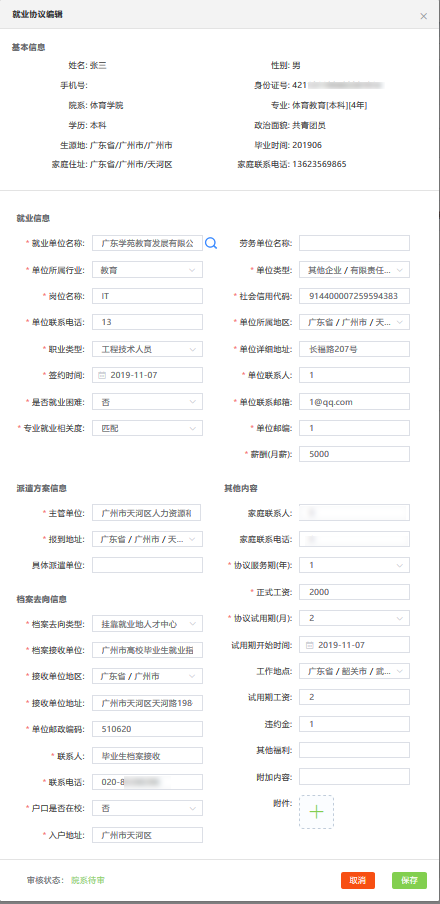 就业协议编辑
基本信息
姓名: 张三
性别: 男
手机号:
身份证号: 421
院系: 体育学院
专业: 体育教育[本科][4年]
学历: 本科
政治面貌: 共青团员
生源地: 广东省/广州市/广州市
毕业时间: 201906
家庭住址: 广东省/广州市/天河区
家庭联系电话: 13623569865
就业信息
* 就业单位名称: 广东学苑教育发展有限公
劳务单位名称:
* 单位所属行业: 教育
* 单位类型: 其他企业 / 有限责任...
* 岗位名称: IT
* 社会信用代码: 914400007259594383
* 单位联系电话: 13
* 单位所属地区: 广东省 / 广州市 / 天...
* 职业类型: 工程技术人员
* 单位详细地址: 长福路207号
* 签约时间: 2019-11-07
* 单位联系人: 1
* 是否就业困难: 否
* 单位联系邮箱: 1@qq.com
* 专业就业相关度: 匹配
* 单位邮编: 1
* 薪酬(月薪): 5000
派遣方案信息
* 主管单位: 广州市天河区人力资源和
* 报到地址: 广东省 / 广州市 / 天...
具体派遣单位:
档案去向信息
* 档案去向类型: 挂靠就业地人才中心
* 档案接收单位: 广州市高校毕业生就业指
* 接收单位地区: 广东省 / 广州市
* 接收单位地址: 广州市天河区天河路198
* 单位邮政编码: 510620
* 联系人: 毕业生档案接收
* 联系电话: 020-8
* 户口是否在校: 否
* 入户地址: 广州市天河区
其他内容
家庭联系人:
家庭联系电话:
* 协议服务期(年): 1
* 正式工资: 2000
* 协议试用期(月): 2
试用期开始时间: 2019-11-07
工作地点: 广东省 / 韶关市 / 武...
试用期工资: 2
违约金: 1
其他福利:
附加内容:
附件:
审核状态: 院系待审
取消
保存